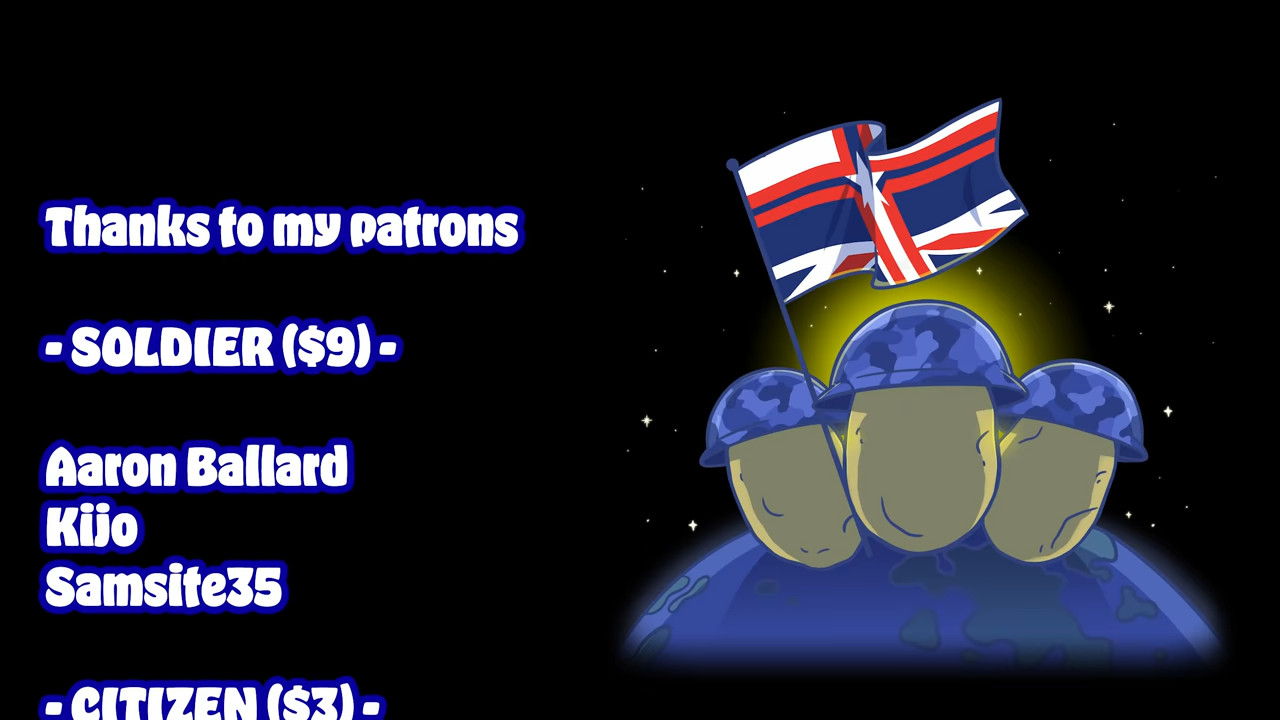 Thanks to my patrons
- SOLDIER ($9) -
Aaron Ballard
Kijo
Samsite35
- CITIZEN ($3) -